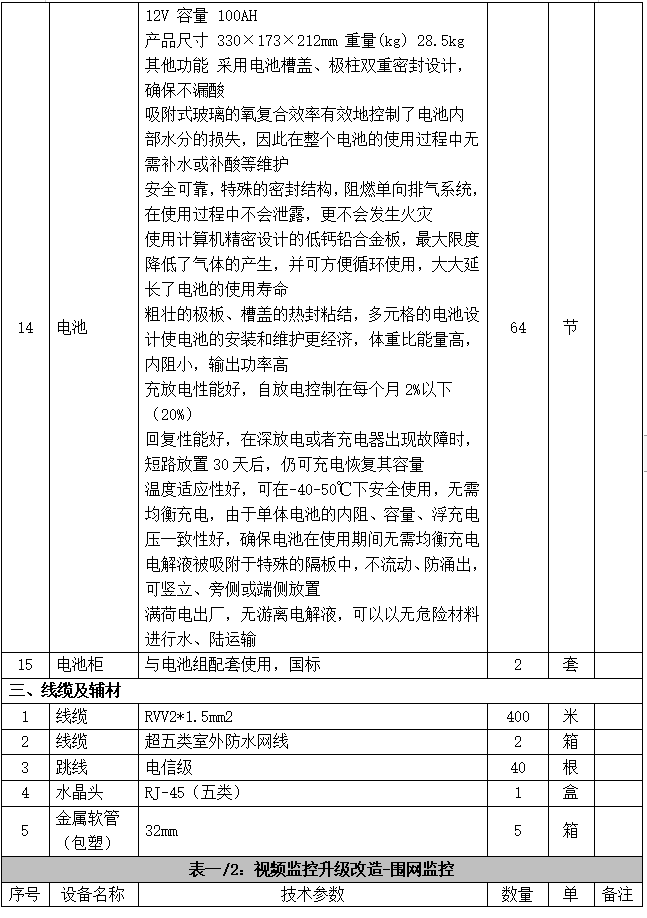 12V 容量 100AH
产品尺寸 330×173×212mm 重量(kg) 28.5kg
其他功能 采用电池槽盖、极柱双重密封设计，
确保不漏酸
吸附式玻璃的氧复合效率有效地控制了电池内
部水分的损失，因此在整个电池的使用过程中无
需补水或补酸等维护
安全可靠，特殊的密封结构，阻燃单向排气系统，
在使用过程中不会泄露，更不会发生火灾
使用计算机精密设计的低钙铅合金板，最大限度
降低了气体的产生，并可方便循环使用，大大延
长了电池的使用寿命
14 电池 粗壮的极板、槽盖的热封粘结，多元格的电池设 64 节
计使电池的安装和维护更经济，体重比能量高，
内阻小，输出功率高
充放电性能好，自放电控制在每个月 2%以下
（20%）
回复性能好，在深放电或者充电器出现故障时，
短路放置 30 天后，仍可充电恢复其容量
温度适应性好，可在-40-50℃下安全使用，无需
均衡充电，由于单体电池的内阻、容量、浮充电
压一致性好，确保电池在使用期间无需均衡充电
电解液被吸附于特殊的隔板中，不流动、防涌出，
可竖立、旁侧或端侧放置
满荷电出厂，无游离电解液，可以以无危险材料
进行水、陆运输
15 电池柜 与电池组配套使用，国标 2 套
三、线缆及辅材
1 线缆 RVV2*1.5mm2 400 米
2 线缆 超五类室外防水网线 2 箱
3 跳线 电信级 40 根
4 水晶头 RJ-45（五类） 1 盒
5 金属软管（包塑） 32mm 5 箱
表一/2：视频监控升级改造-围网监控
序号 设备名称 技术参数 数量 单 备注